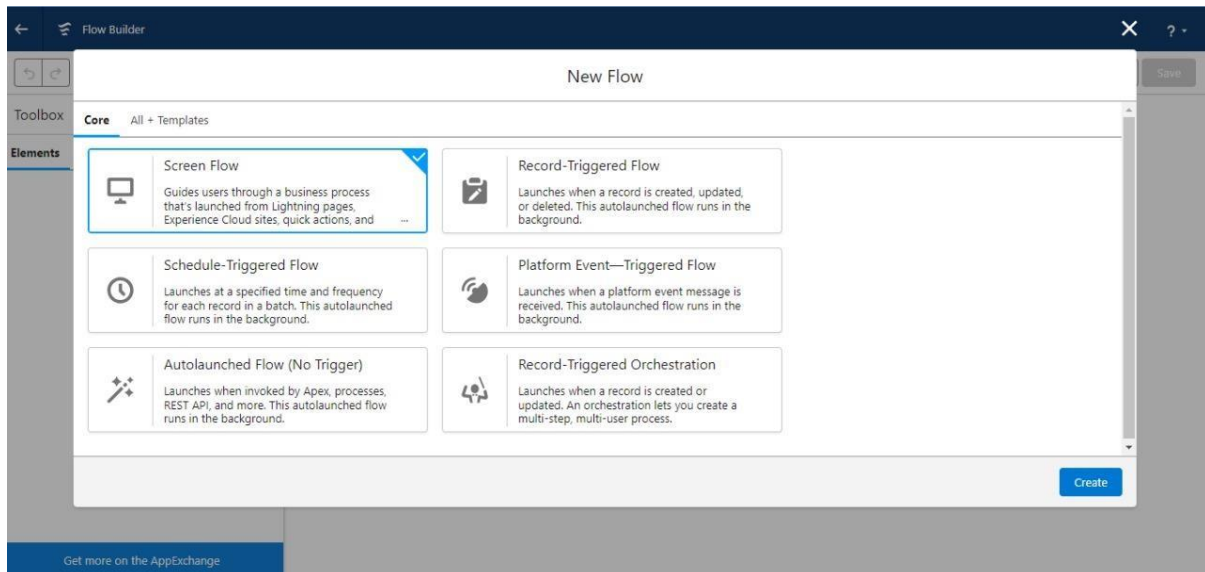 Flow Builder
?
New Flow
Save
Toolbox
Core
All + Templates
Elements
Screen Flow
Guides users through a business process
that's launched from Lightning pages,
Experience Cloud sites, quick actions, and ...
Record-Triggered Flow
Launches when a record is created, updated,
or deleted. This autolaunched flow runs in the
background.
Schedule-Triggered Flow
Launches at a specified time and frequency
for each record in a batch. This autolaunched
flow runs in the background.
Platform Event—Triggered Flow
Launches when a platform event message is
received. This autolaunched flow runs in the
background.
Autolaunched Flow (No Trigger)
Launches when invoked by Apex, processes,
REST API, and more. This autolaunched flow
runs in the background.
Record-Triggered Orchestration
Launches when a record is created or
updated. An orchestration lets you create a
multi-step, multi-user process.
Create
Get more on the AppExchange